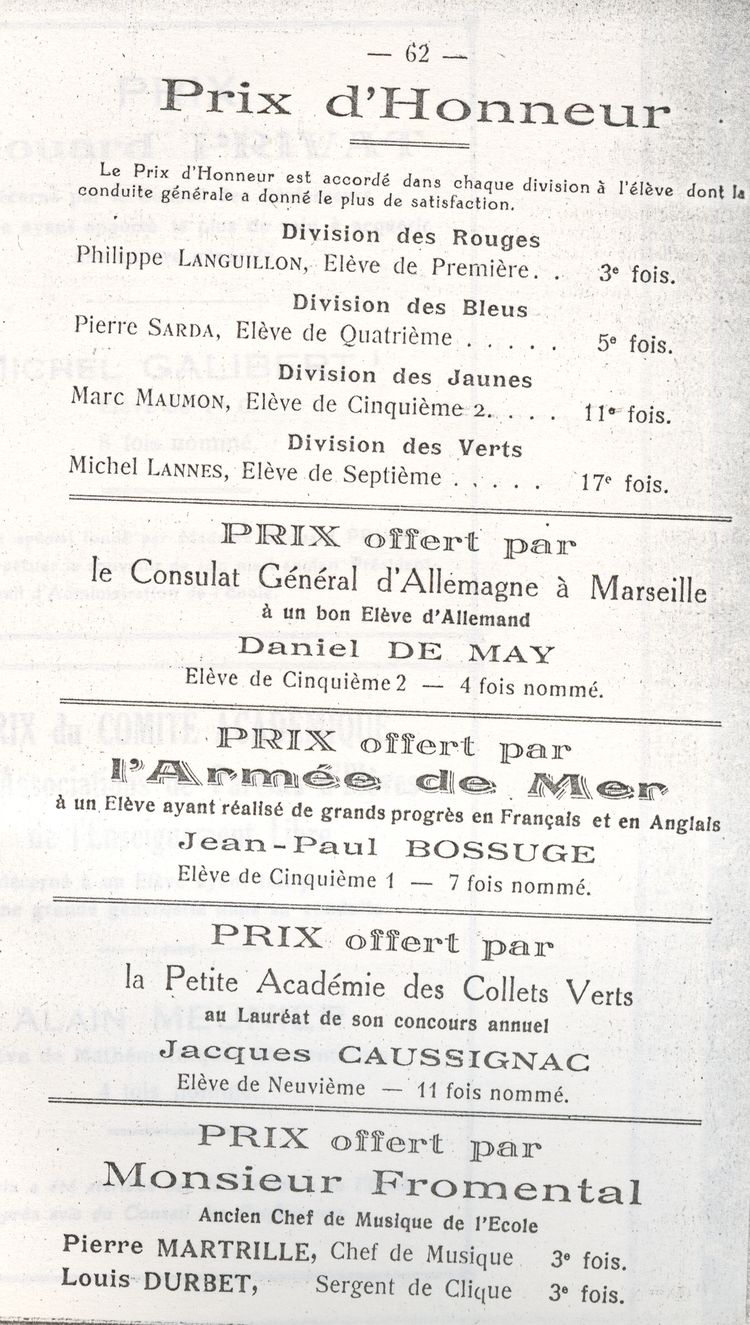 — 62 —
Prix d'Honneur
Le Prix d'Honneur est accordé dans chaque division à l'élève dont la
conduite générale a donné le plus de satisfaction.
Division des Rouges
Philippe LANGUILLON, Elève de Première. . 3e fois.
Division des Bleus
Pierre SARDA, Elève de Quatrième . . . . . 5e fois.
Division des Jaunes
Marc MAUMON, Elève de Cinquième 2. . . . 11e fois.
Division des Verts
Michel LANNES, Elève de Septième . . . . . 17e fois.
PRIX offert par
le Consulat Général d'Allemagne à Marseille
à un bon Elève d'Allemand
Daniel DE MAY
Elève de Cinquième 2 — 4 fois nommé.
PRIX offert par
l'Armée de Mer
à un Elève ayant réalisé de grands progrès en Français et en Anglais
Jean-Paul BOSSUGE
Elève de Cinquième 1 — 7 fois nommé.
PRIX offert par
la Petite Académie des Collets Verts
au Lauréat de son concours annuel
Jacques CAUSSIGNAC
Elève de Neuvième — 11 fois nommé.
PRIX offert par
Monsieur Fromental
Ancien Chef de Musique de l'Ecole
Pierre MARTRILLE, Chef de Musique 3e fois.
Louis DURBET, Sergent de Clique 3e fois.